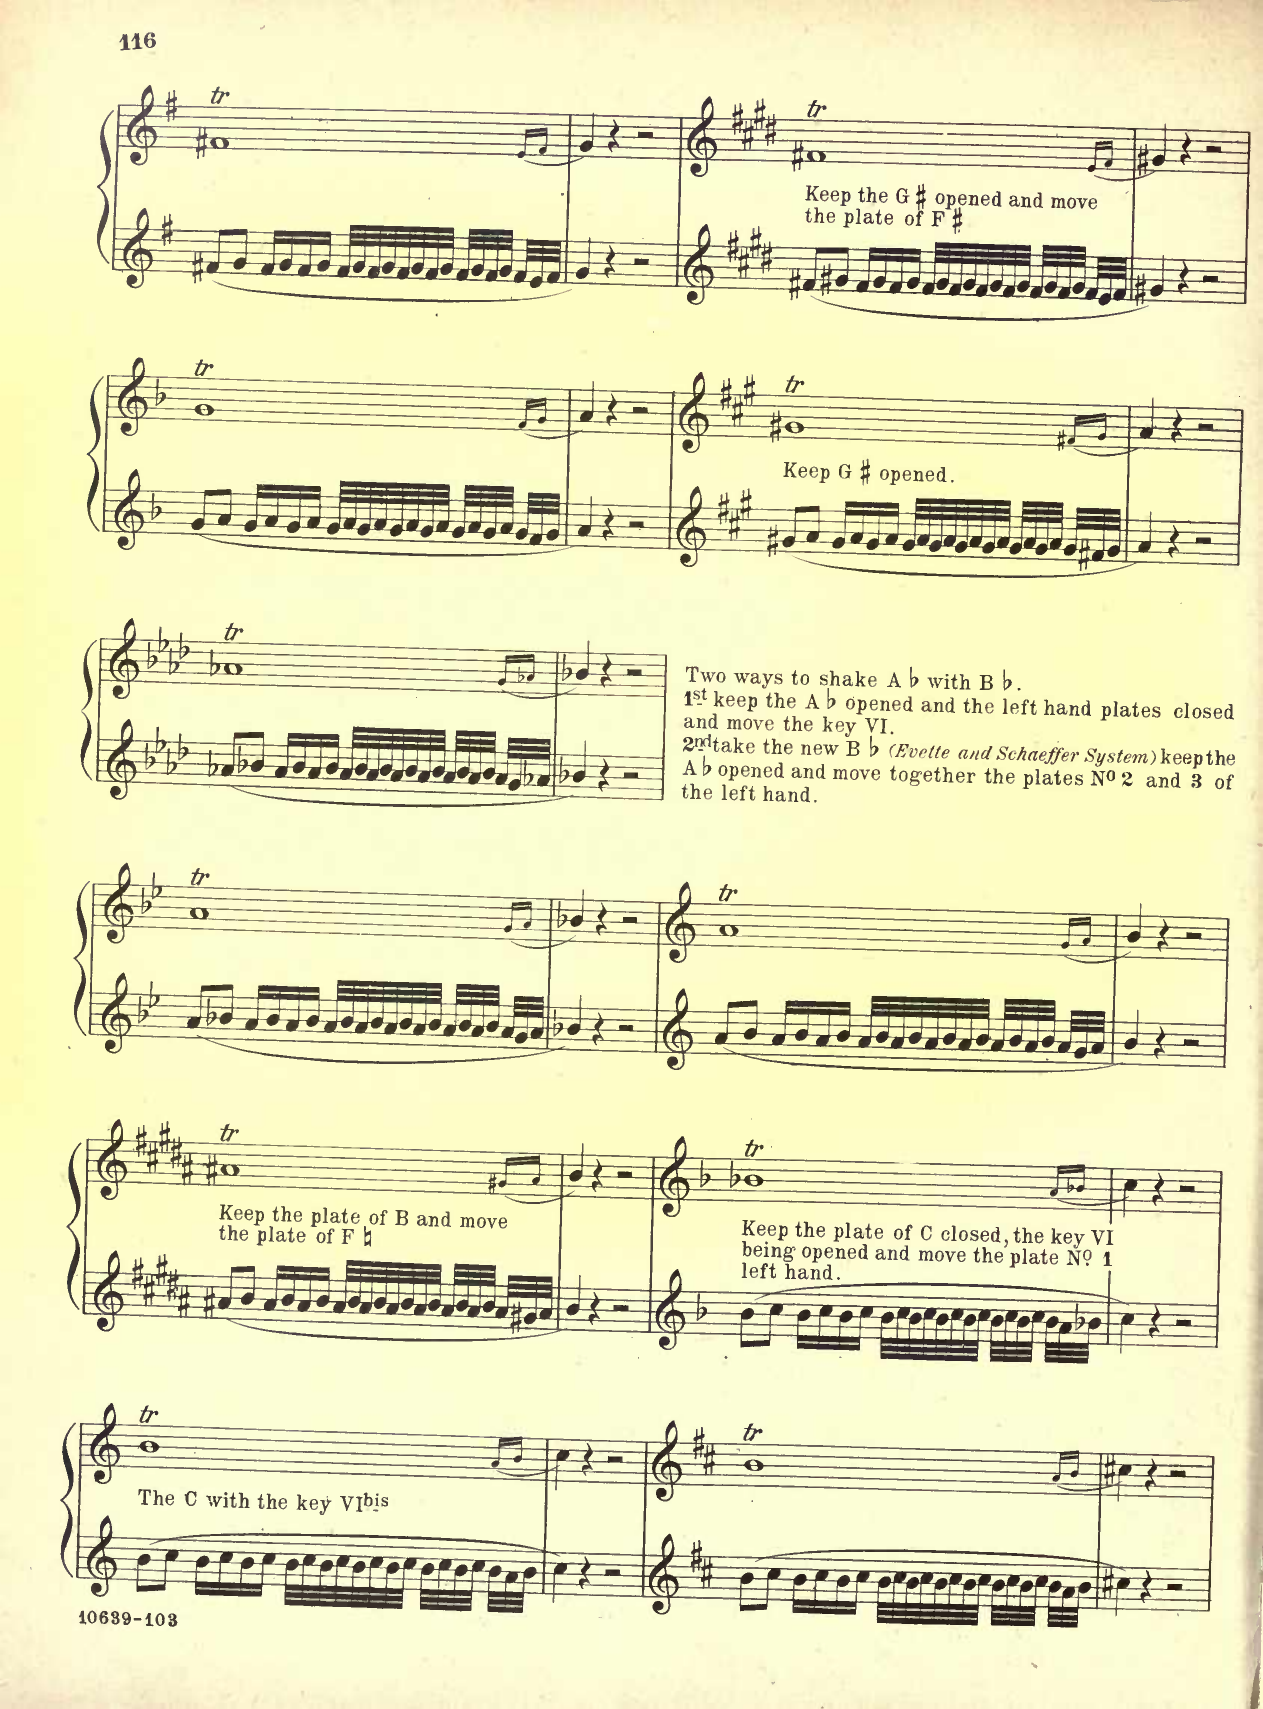 116
tr
tr
Keep the G ♯ opened and move
the plate of F ♯
tr
tr
Keep G ♯ opened.
tr
Two ways to shake A ♭ with B ♭.
1st keep the A ♭ opened and the left hand plates closed
and move the key VI.
2nd take the new B ♭ (Evette and Schaeffer System) keep the
A ♭ opened and move together the plates Nº 2 and 3 of
the left hand.
tr
tr
tr
Keep the plate of B and move
the plate of F ♮
tr
Keep the plate of C closed, the key VI
being opened and move the plate Nº 1
left hand.
tr
The C with the key VIbis
tr
10639-103